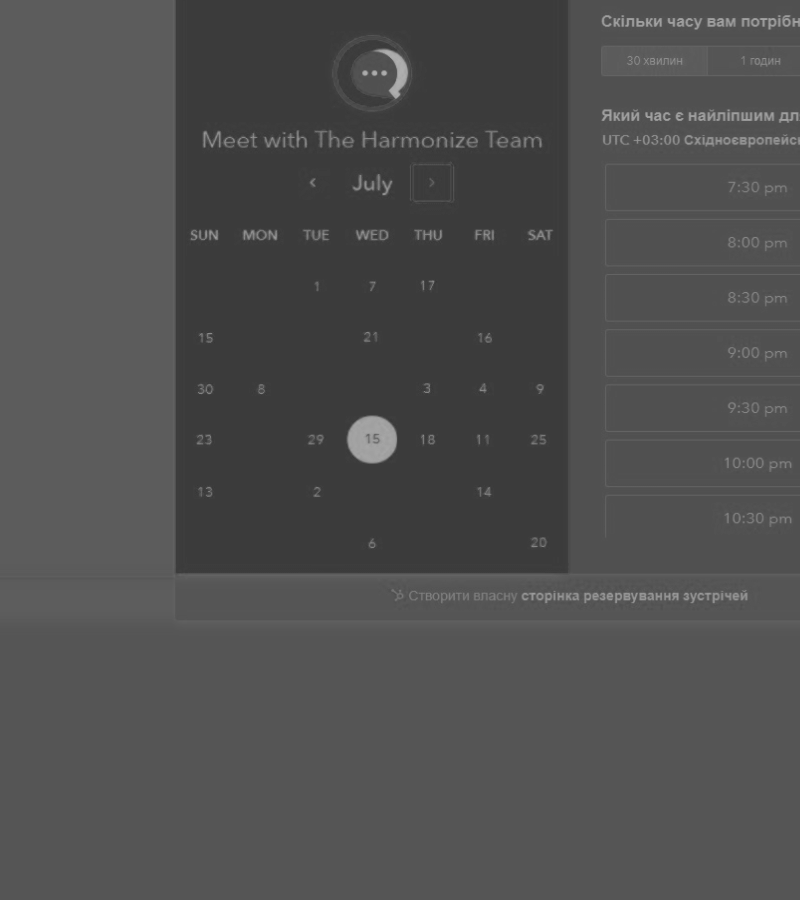 Meet with The Harmonize Team
July
SUN MON TUE WED THU FRI SAT
1 7 17
15 21 16
30 8 3 4 9
23 29 15 18 11 25
13 2 14
6 20
Скільки часу вам потрібн
30 хвилин 1 годин
Який час є найліпшим дл
UTC +03:00 Східноєвропейсь
7:30 pm
8:00 pm
8:30 pm
9:00 pm
9:30 pm
10:00 pm
10:30 pm
Створити власну сторінка резервування зустрічей